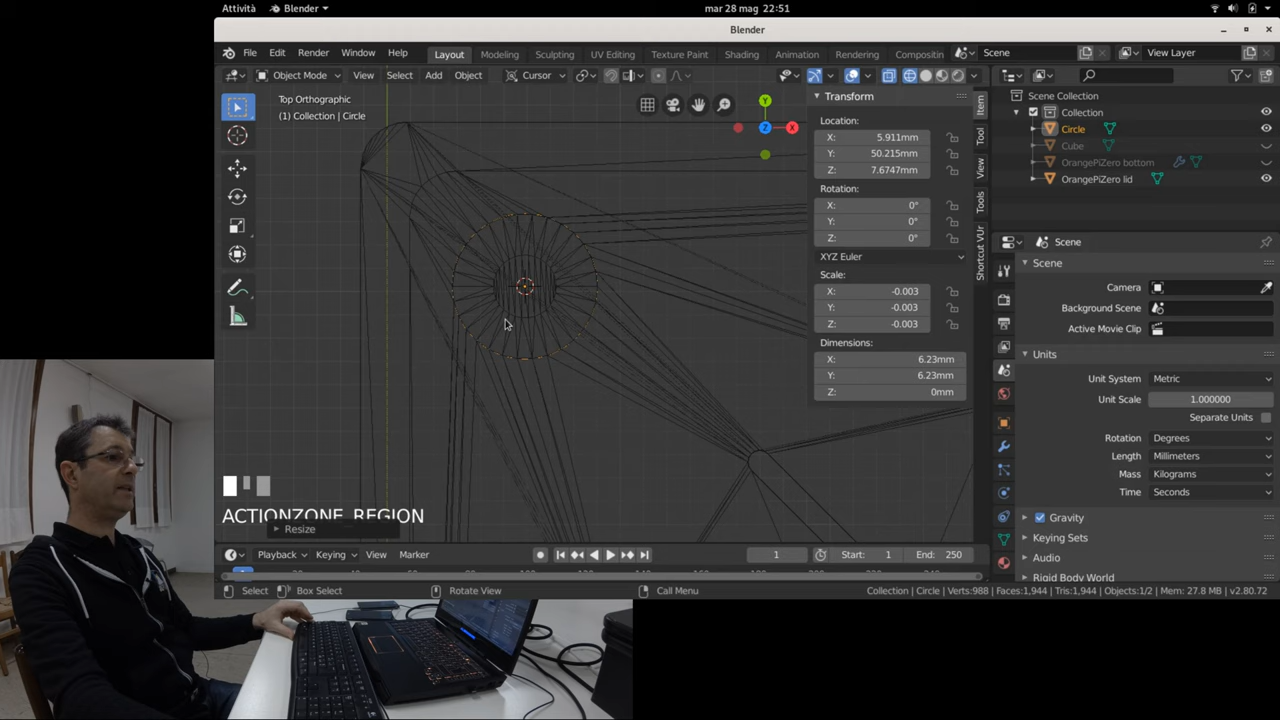 Attività
Blender
mar 28 mag 22:51
Blender
File Edit Render Window Help
Layout Modeling Sculpting UV Editing Texture Paint Shading Animation Rendering Compositin
Scene
View Layer
Object Mode View Select Add Object
Cursor
Top Orthographic
(1) Collection | Circle
Y
Z
X
Transform
Location:
X: 5.911mm
Y: 50.215mm
Z: 7.6747mm
Rotation:
X: 0°
Y: 0°
Z: 0°
XYZ Euler
Scale:
X: -0.003
Y: -0.003
Z: -0.003
Dimensions:
X: 6.23mm
Y: 6.23mm
Z: 0mm
Item
Tool
View
Tools
Shortcut VUr
Scene Collection
Collection
Circle
Cube
OrangePiZero bottom
OrangePiZero lid
Scene
Scene
Camera
Background Scene
Active Movie Clip
Units
Unit System Metric
Unit Scale 1.000000
Separate Units
Rotation Degrees
Length Millimeters
Mass Kilograms
Time Seconds
Gravity
Keying Sets
Audio
Rigid Body World
ACTIONZONE_REGION
Resize
Playback Keying View Marker
1
Start: 1
End: 250
Select
Box Select
Rotate View
Call Menu
Collection | Circle | Verts:988 | Faces:1,944 | Tris:1,944 | Objects:1/2 | Mem: 27.8 MB | v2.80.72